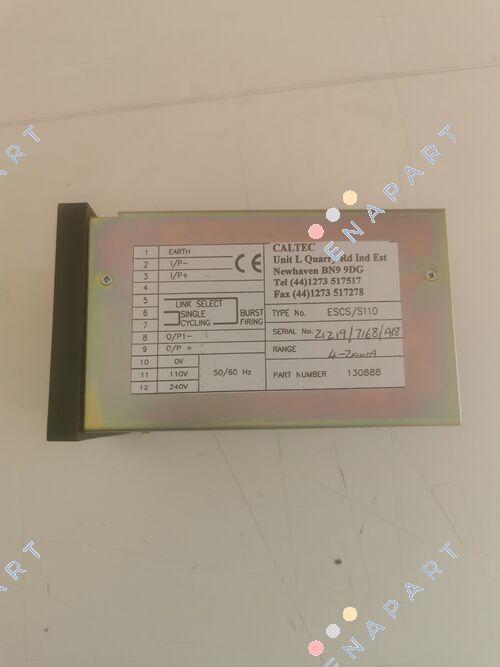 1 EARTH
2 I/P-
3 I/P+
4
5
6
7
LINK SELECT
SINGLE CYCLING
BURST FIRING
8 O/P1-
9 O/P +
10 0V
11 110V
12 240V
50/60 Hz
CE
CALTEC
Unit L Quarry Rd Ind Est
Newhaven BN9 9DG
Tel (44)1273 517517
Fax (44)1273 517278
TYPE No. ESCS/S110
SERIAL No. 21219/7168/A98
RANGE 4-20mA
PART NUMBER 130888
ENAPART
ENAPART